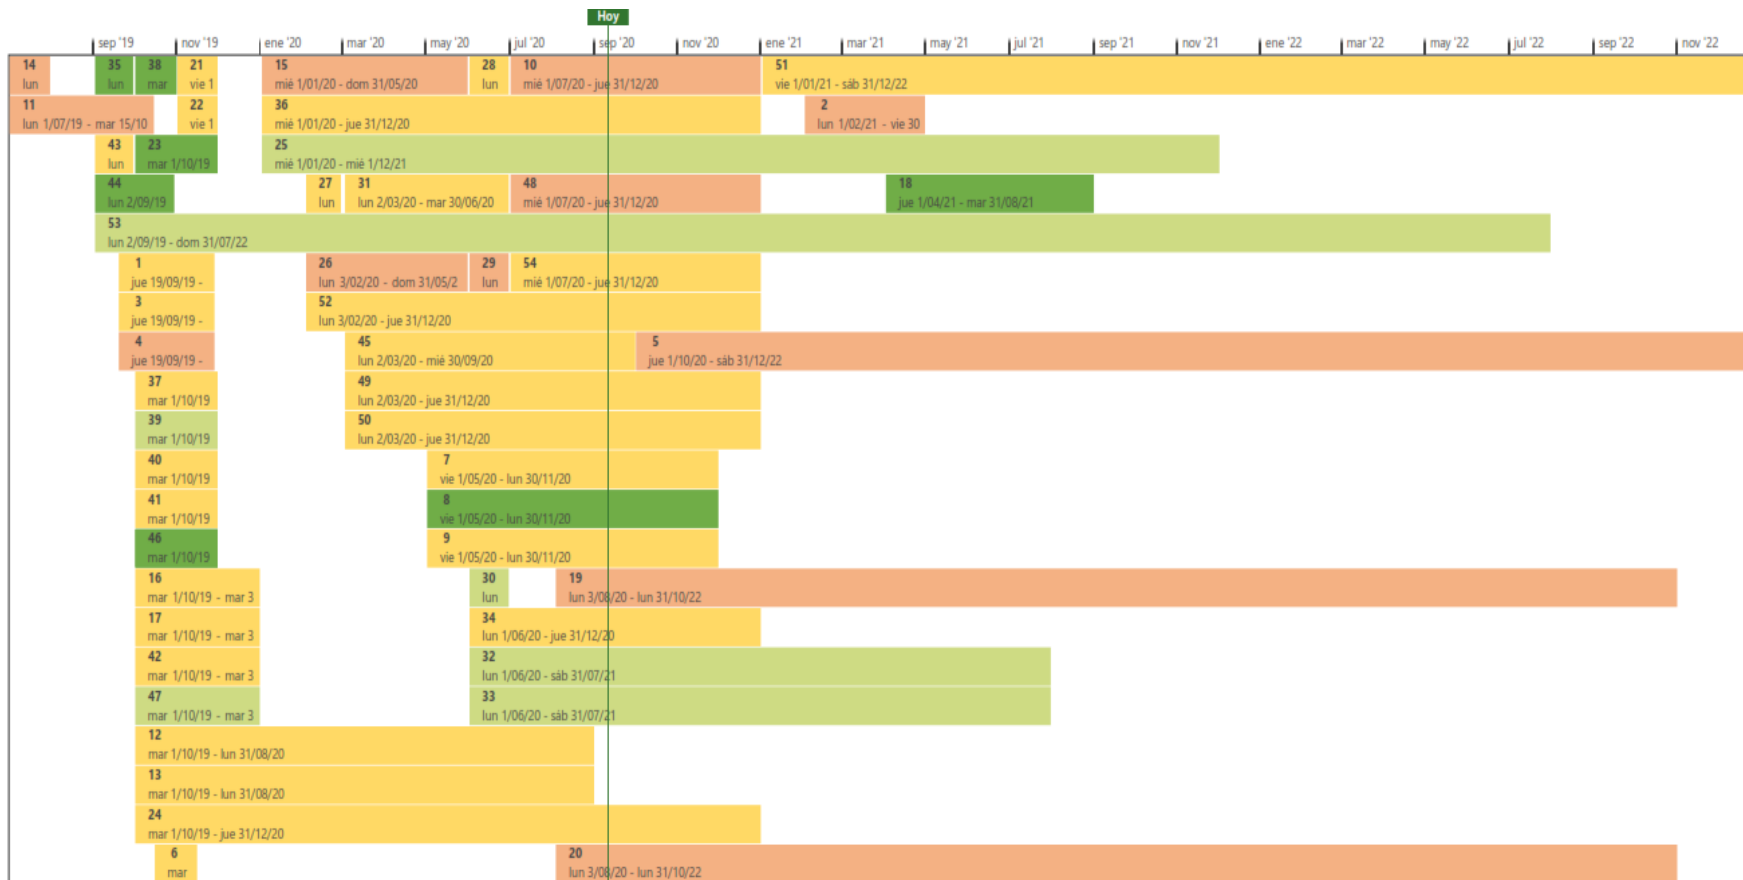 Hoy
sep '19 nov '19 ene '20 mar '20 may '20 jul '20 sep '20 nov '20 ene '21 mar '21 may '21 jul '21 sep '21 nov '21 ene '22 mar '22 may '22 jul '22 sep '22 nov '22
14 35 38 21 15 28 10 51
lun lun mar vie 1 mié 1/01/20 - dom 31/05/20 lun mié 1/07/20 - jue 31/12/20 vie 1/01/21 - sáb 31/12/22
11 22 36 2
lun 1/07/19 - mar 15/10 vie 1 mié 1/01/20 - jue 31/12/20 lun 1/02/21 - vie 30
43 23 25
lun mar 1/10/19 mié 1/01/20 - mié 1/12/21
44 27 31 48 18
lun 2/09/19 lun lun 2/03/20 - mar 30/06/20 mié 1/07/20 - jue 31/12/20 jue 1/04/21 - mar 31/08/21
53
lun 2/09/19 - dom 31/07/22
1 26 29 54
jue 19/09/19 - lun 3/02/20 - dom 31/05/2 lun mié 1/07/20 - jue 31/12/20
3 52
jue 19/09/19 - lun 3/02/20 - jue 31/12/20
4 45 5
jue 19/09/19 - lun 2/03/20 - mié 30/09/20 jue 1/10/20 - sáb 31/12/22
37 49
mar 1/10/19 lun 2/03/20 - jue 31/12/20
39 50
mar 1/10/19 lun 2/03/20 - jue 31/12/20
40 7
mar 1/10/19 vie 1/05/20 - lun 30/11/20
41 8
mar 1/10/19 vie 1/05/20 - lun 30/11/20
46 9
mar 1/10/19 vie 1/05/20 - lun 30/11/20
16 30 19
mar 1/10/19 - mar 3 lun lun 3/08/20 - lun 31/10/22
17 34
mar 1/10/19 - mar 3 lun 1/06/20 - jue 31/12/20
42 32
mar 1/10/19 - mar 3 lun 1/06/20 - sáb 31/07/21
47 33
mar 1/10/19 - mar 3 lun 1/06/20 - sáb 31/07/21
12
mar 1/10/19 - lun 31/08/20
13
mar 1/10/19 - lun 31/08/20
24
mar 1/10/19 - jue 31/12/20
6 20
mar lun 3/08/20 - lun 31/10/22